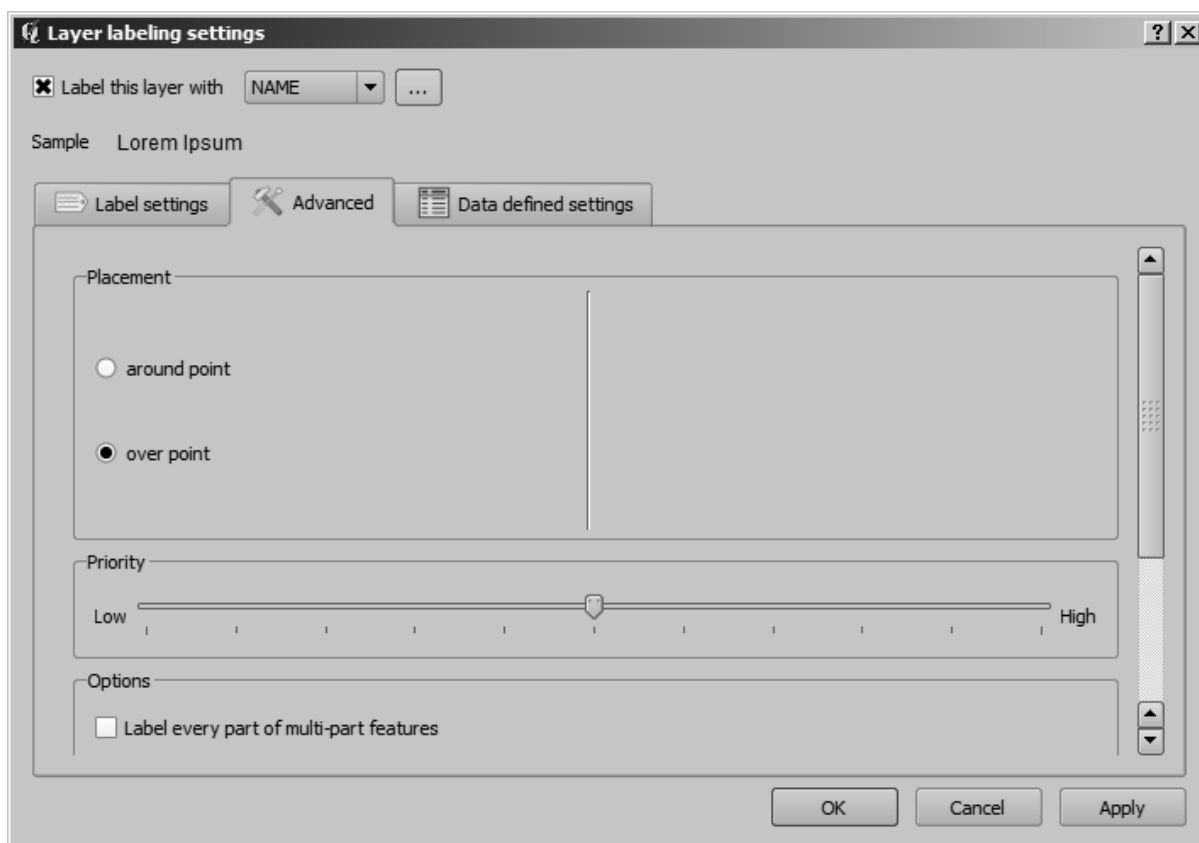 Layer labeling settings
Label this layer with NAME ...
Sample Lorem Ipsum
Label settings Advanced Data defined settings
Placement
around point
over point
Priority
Low High
Options
Label every part of multi-part features
OK Cancel Apply